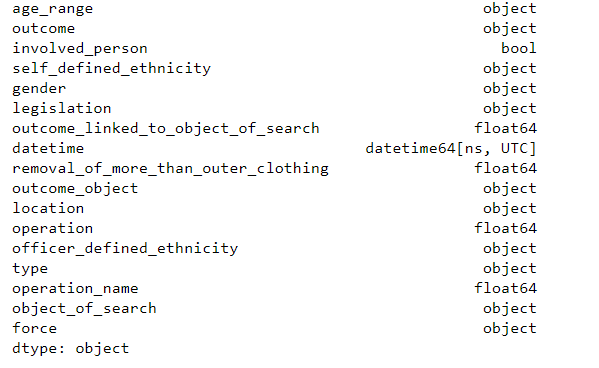 age_range object
outcome object
involved_person bool
self_defined_ethnicity object
gender object
legislation object
outcome_linked_to_object_of_search float64
datetime datetime64[ns, UTC]
removal_of_more_than_outer_clothing float64
outcome_object object
location object
operation float64
officer_defined_ethnicity object
type object
operation_name float64
object_of_search object
force object
dtype: object